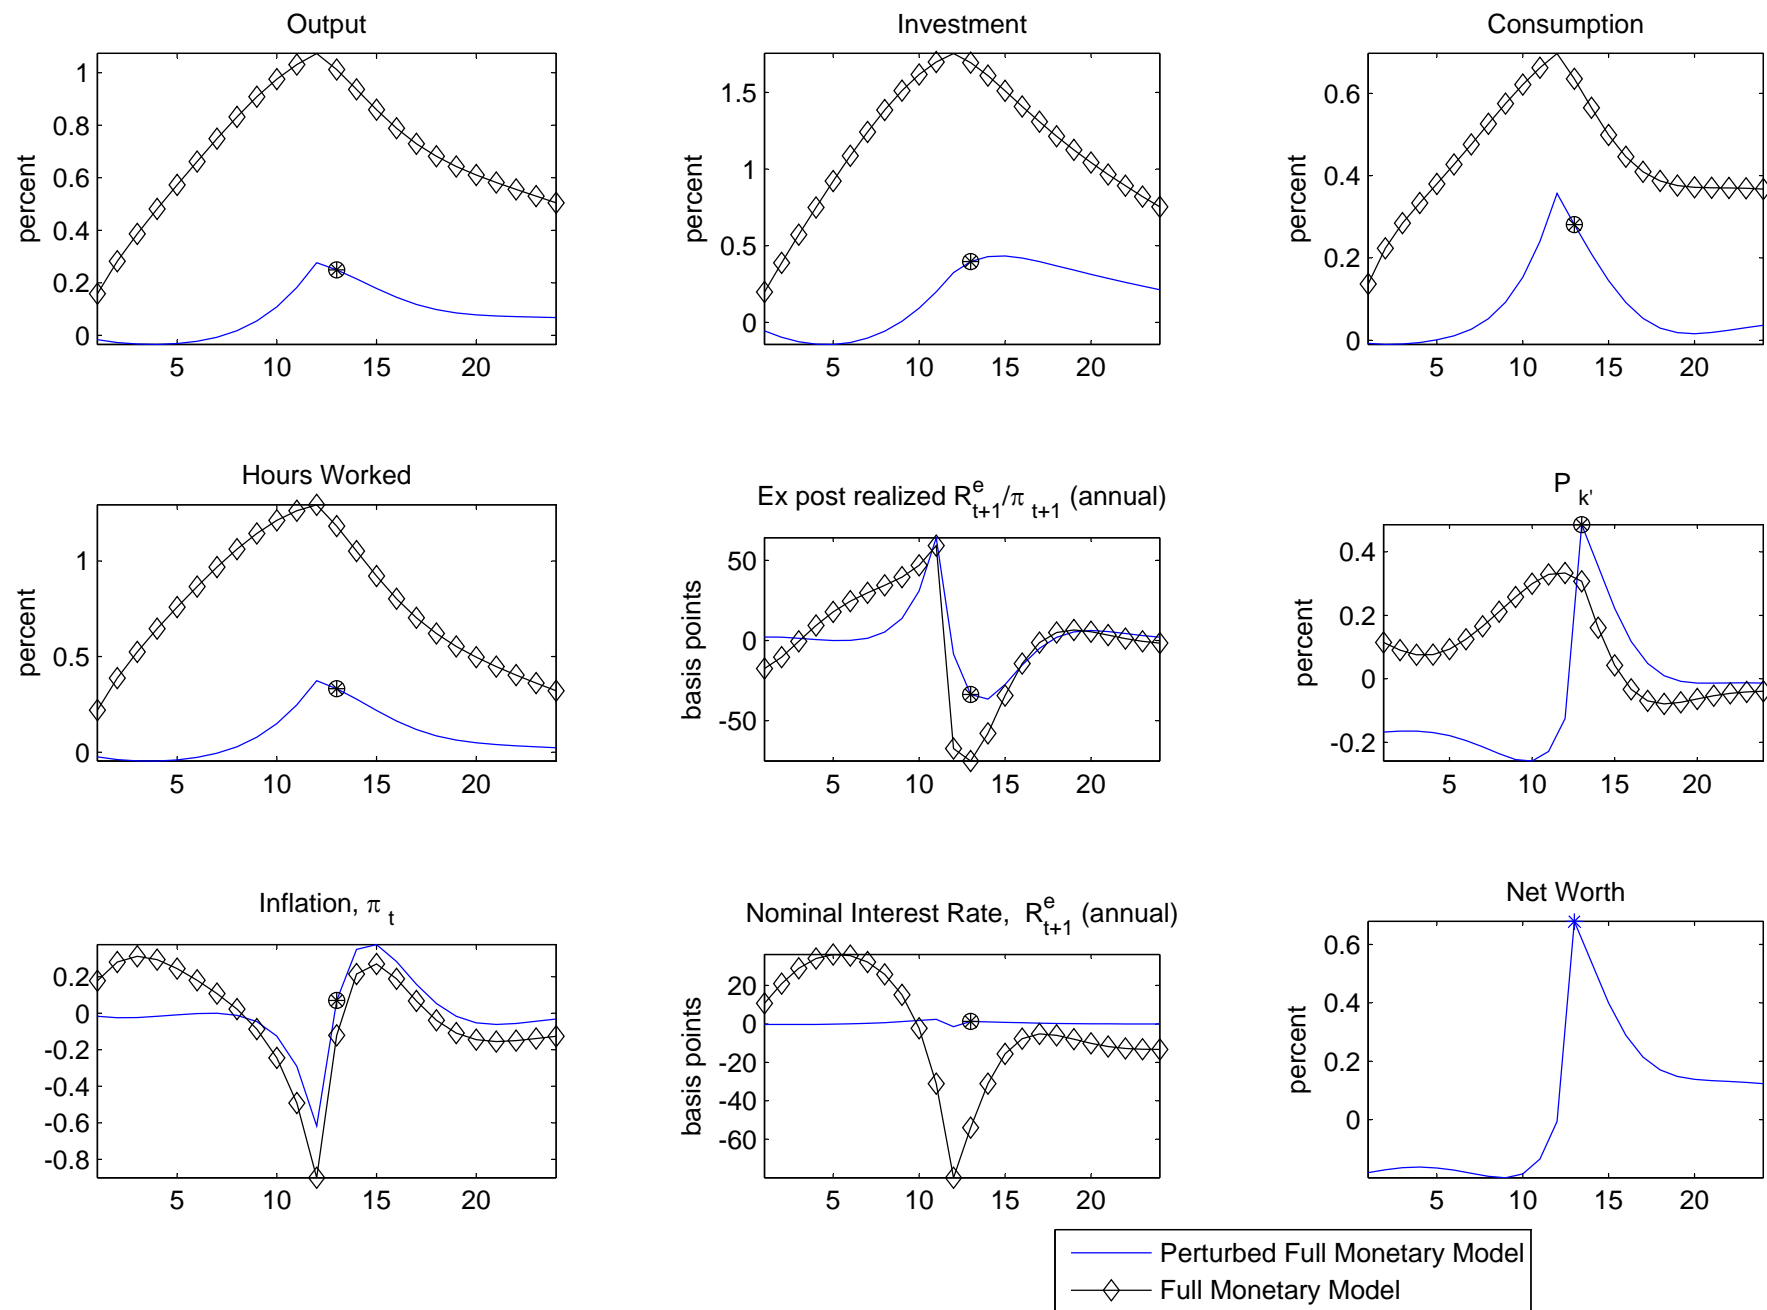 Output
percent
1
0.8
0.6
0.4
0.2
0
5 10 15 20
Investment
percent
1.5
1
0.5
0
5 10 15 20
Consumption
percent
0.6
0.4
0.2
0
5 10 15 20
Hours Worked
percent
1
0.5
0
5 10 15 20
Ex post realized R^e_{t+1}/π_{t+1} (annual)
basis points
50
0
-50
5 10 15 20
P_{k'}
percent
0.4
0.2
0
-0.2
5 10 15 20
Inflation, π_t
0.2
0
-0.2
-0.4
-0.6
-0.8
5 10 15 20
Nominal Interest Rate, R^e_{t+1} (annual)
basis points
20
0
-20
-40
-60
5 10 15 20
Net Worth
percent
0.6
0.4
0.2
0
5 10 15 20
Perturbed Full Monetary Model
Full Monetary Model